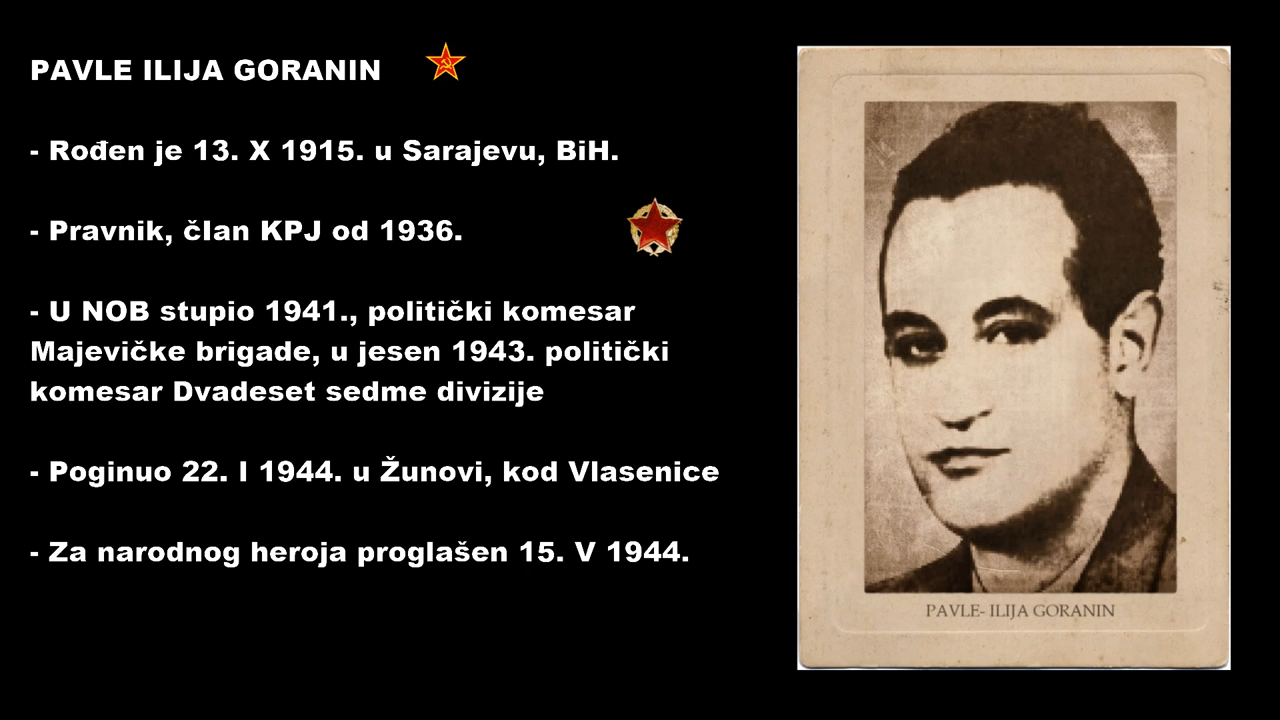 PAVLE ILIJA GORANIN
- Rođen je 13. X 1915. u Sarajevu, BiH.
- Pravnik, član KPJ od 1936.
- U NOB stupio 1941., politički komesar
Majevičke brigade, u jesen 1943. politički
komesar Dvadeset sedme divizije
- Poginuo 22. I 1944. u Žunovi, kod Vlasenice
- Za narodnog heroja proglašen 15. V 1944.
PAVLE- ILIJA GORANIN